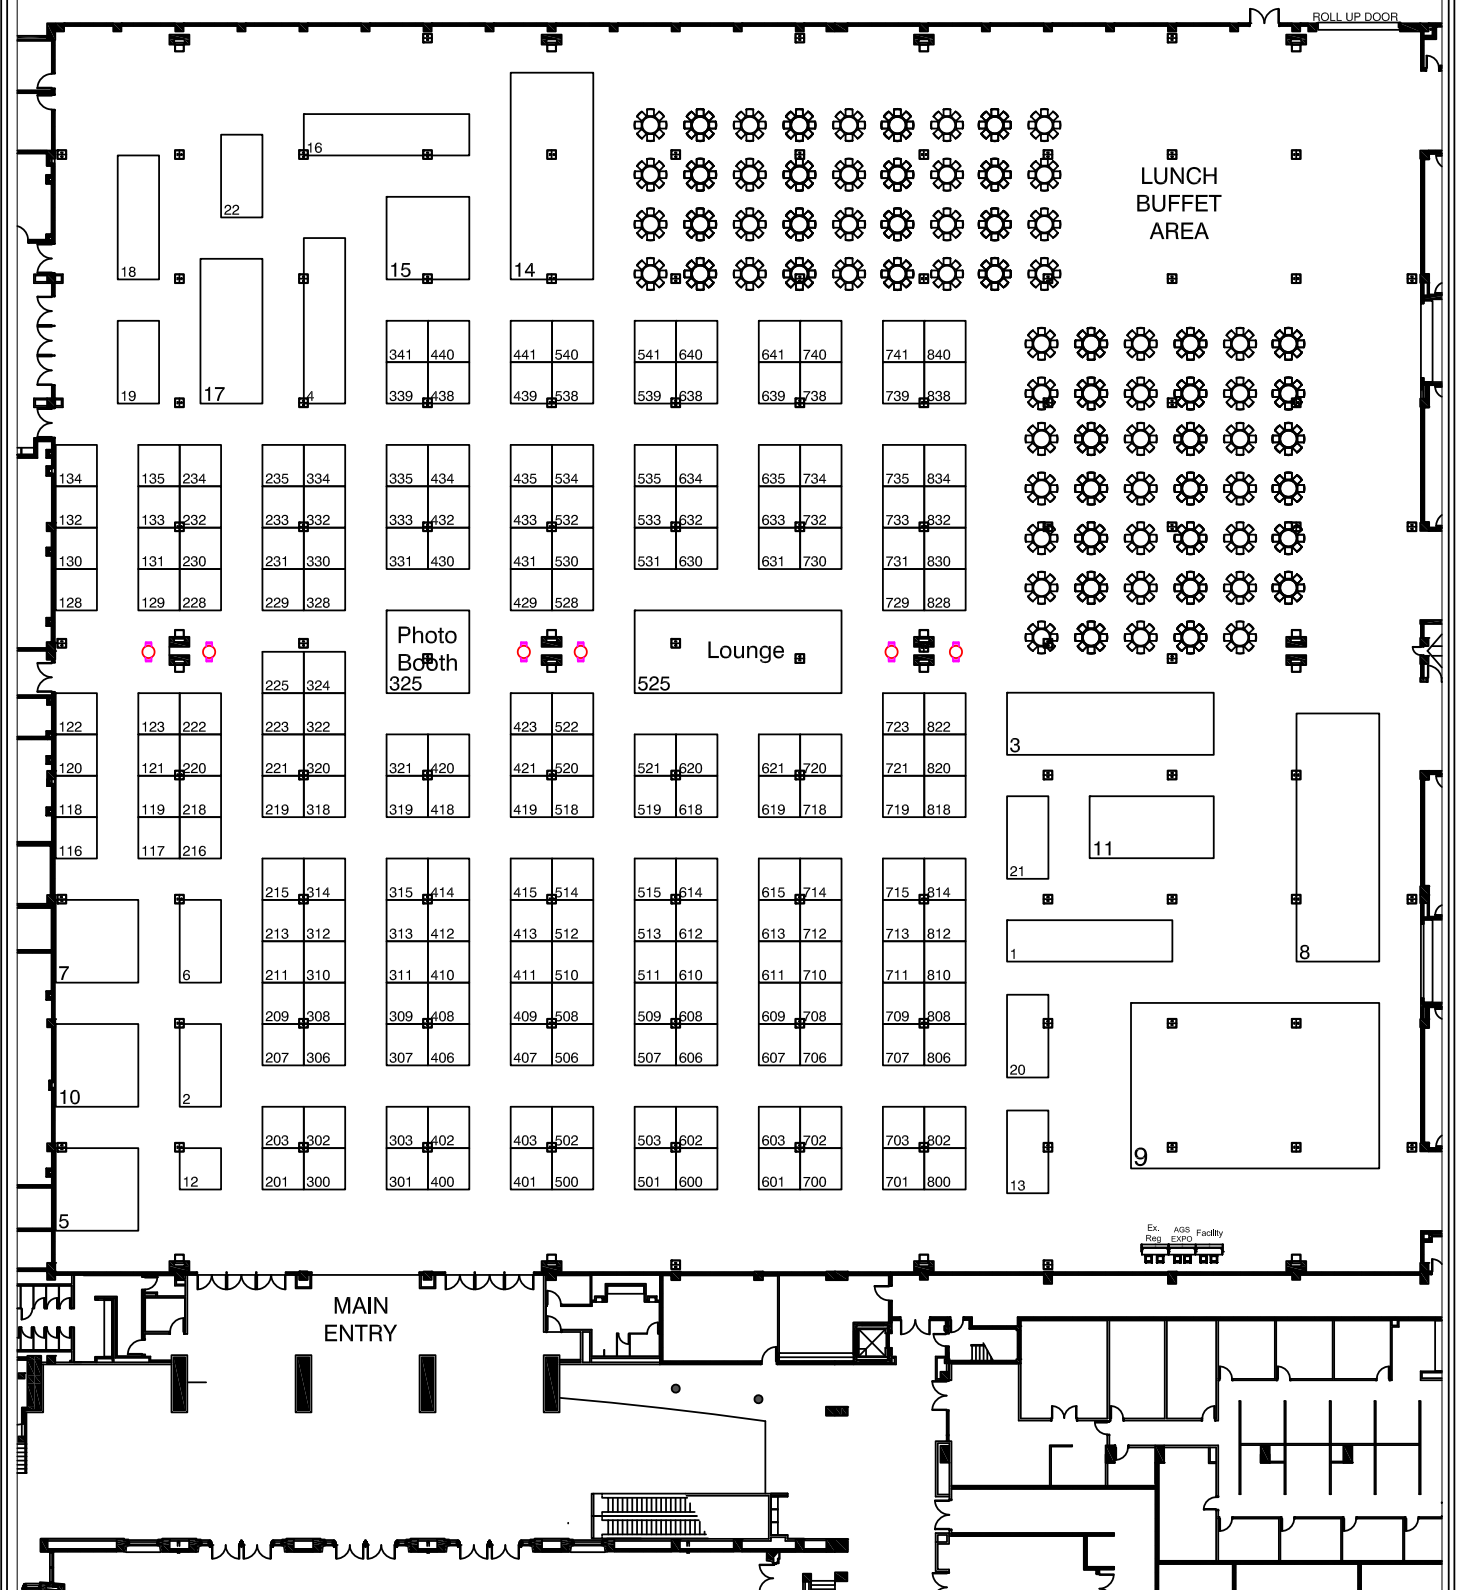 ROLL UP DOOR
16
LUNCH
BUFFET
AREA
22
18
15
14
341 440 441 540 541 640 641 740 741 840
19
17
4
339 438 439 538 539 638 639 738 739 838
134 135 234 235 334 335 434 435 534 535 634 635 734 735 834
132 133 232 233 332 333 432 433 532 533 632 633 732 733 832
130 131 230 231 330 331 430 431 530 531 630 631 730 731 830
128 129 228 229 328 429 528 729 828
Photo
Booth
325
Lounge
525
225 324
122 123 222 223 322 423 522 723 822
3
120 121 220 221 320 321 420 421 520 521 620 621 720 721 820
118 119 218 219 318 319 418 419 518 519 618 619 718 719 818
116 117 216
11
21
215 314 315 414 415 514 515 614 615 714 715 814
213 312 313 412 413 512 513 612 613 712 713 812
1
8
7
6
211 310 311 410 411 510 511 610 611 710 711 810
209 308 309 408 409 508 509 608 609 708 709 808
207 306 307 406 407 506 507 606 607 706 707 806
20
10
2
203 302 303 402 403 502 503 602 603 702 703 802
9
12
201 300 301 400 401 500 501 600 601 700 701 800
13
5
Ex.
Reg
AGS
EXPO
Facility
MAIN
ENTRY